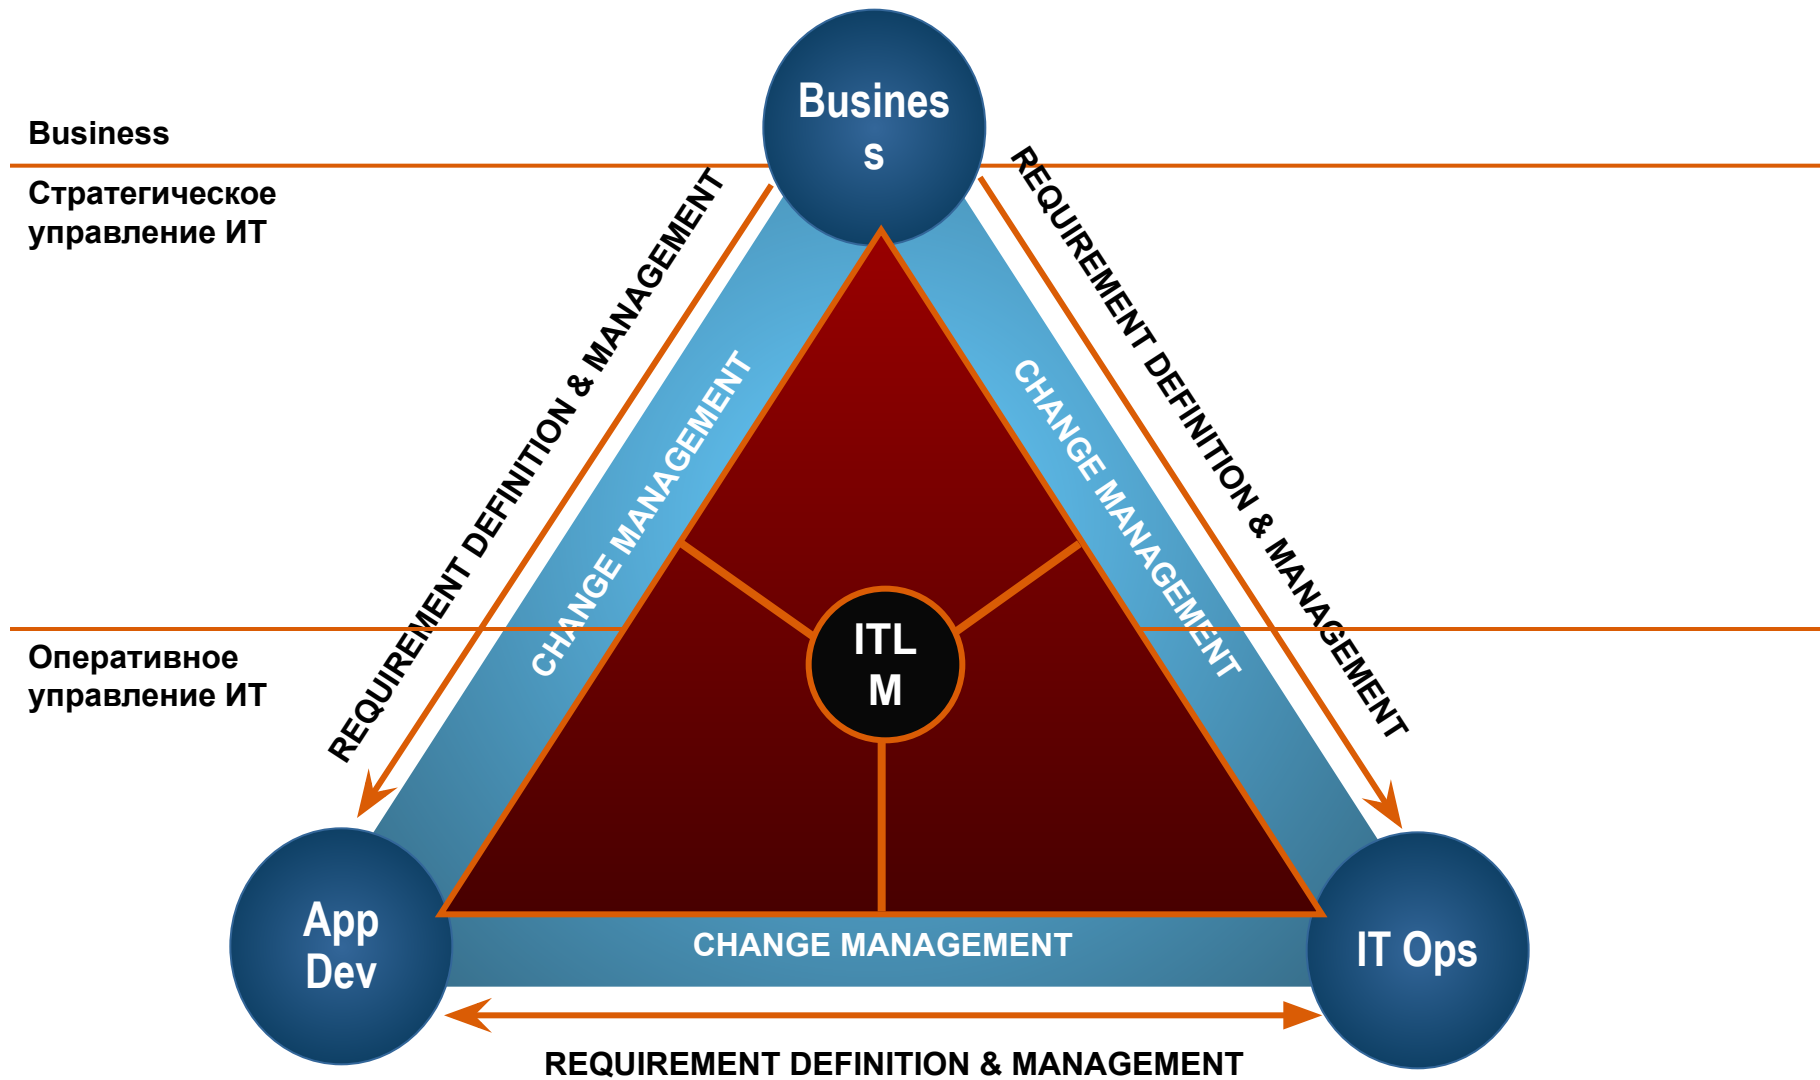 Busines
s
Business
Стратегическое
управление ИТ
REQUIREMENT DEFINITION & MANAGEMENT
REQUIREMENT DEFINITION & MANAGEMENT
CHANGE MANAGEMENT
CHANGE MANAGEMENT
ITL
M
Оперативное
управление ИТ
App
Dev
CHANGE MANAGEMENT
IT Ops
REQUIREMENT DEFINITION & MANAGEMENT